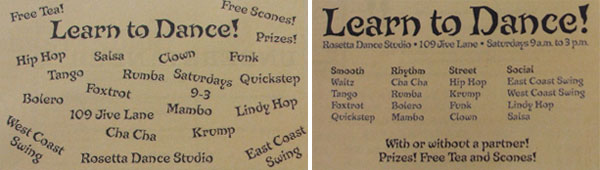 Free Tea!
Learn to Dance!
Free Scones!
Prizes!
Hip Hop Salsa Clown Funk
Tango Rumba Saturdays Quickstep
Bolero Foxtrot 9-3
109 Jive Lane Mambo Lindy Hop
West Coast Swing
Cha Cha Krump
Rosetta Dance Studio
East Coast Swing
Learn to Dance!
Rosetta Dance Studio • 109 Jive Lane • Saturdays 9 a.m. to 3 p.m.
Smooth Rhythm Street Social
Waltz Cha Cha Hip Hop East Coast Swing
Tango Rumba Krump West Coast Swing
Foxtrot Bolero Funk Lindy Hop
Quickstep Mambo Clown Salsa
With or without a partner!
Prizes! Free Tea and Scones!